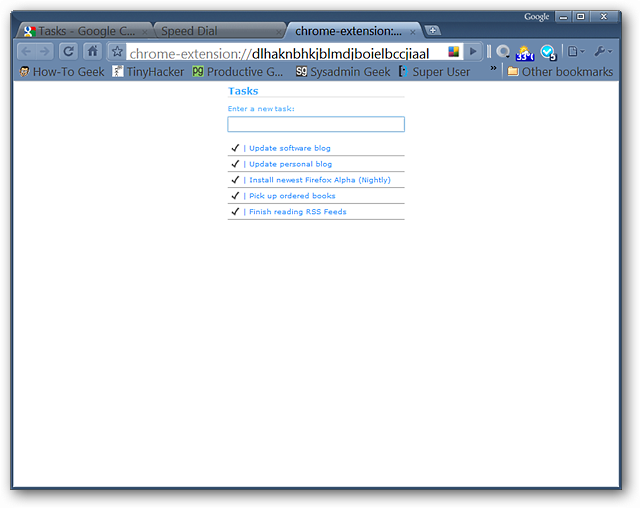 Google
Tasks - Google C...
Speed Dial
chrome-extension:...
chrome-extension://dlhaknbhkjblmdjboielbccjiaal
33°f
5
How-To Geek
TinyHacker
Productive G...
Sysadmin Geek
Super User
»
Other bookmarks
Tasks
Enter a new task:
| Update software blog
| Update personal blog
| Install newest Firefox Alpha (Nightly)
| Pick up ordered books
| Finish reading RSS Feeds